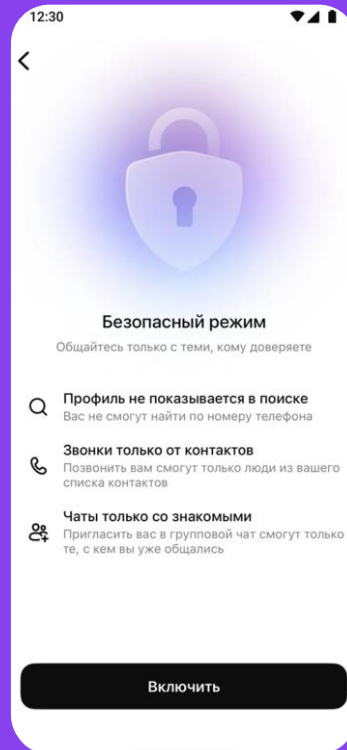 12:30
Безопасный режим
Общайтесь только с теми, кому доверяете
Профиль не показывается в поиске
Вас не смогут найти по номеру телефона
Звонки только от контактов
Позвонить вам смогут только люди из вашего
списка контактов
Чаты только со знакомыми
Пригласить вас в групповой чат смогут только
те, с кем вы уже общались
Включить